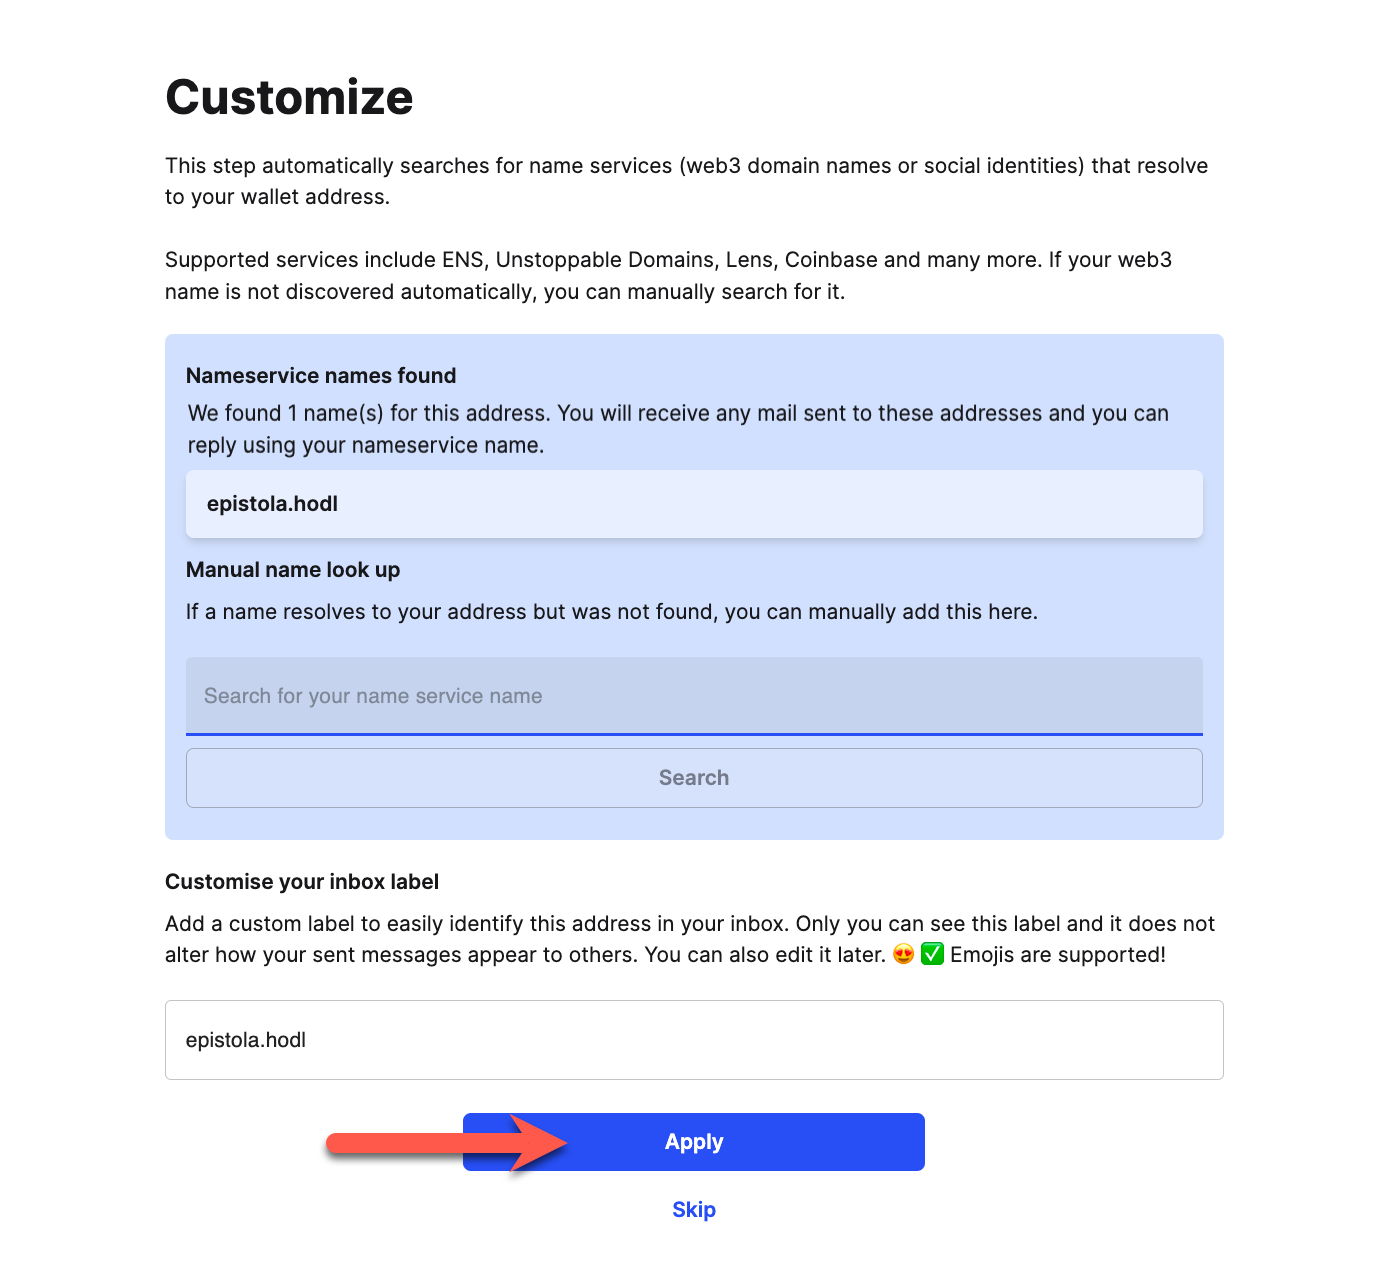 Customize
This step automatically searches for name services (web3 domain names or social identities) that resolve
to your wallet address.
Supported services include ENS, Unstoppable Domains, Lens, Coinbase and many more. If your web3
name is not discovered automatically, you can manually search for it.
Nameservice names found
We found 1 name(s) for this address. You will receive any mail sent to these addresses and you can
reply using your nameservice name.
epistola.hodl
Manual name look up
If a name resolves to your address but was not found, you can manually add this here.
Search for your name service name
Search
Customise your inbox label
Add a custom label to easily identify this address in your inbox. Only you can see this label and it does not
alter how your sent messages appear to others. You can also edit it later. 😍 ✅ Emojis are supported!
epistola.hodl
Apply
Skip